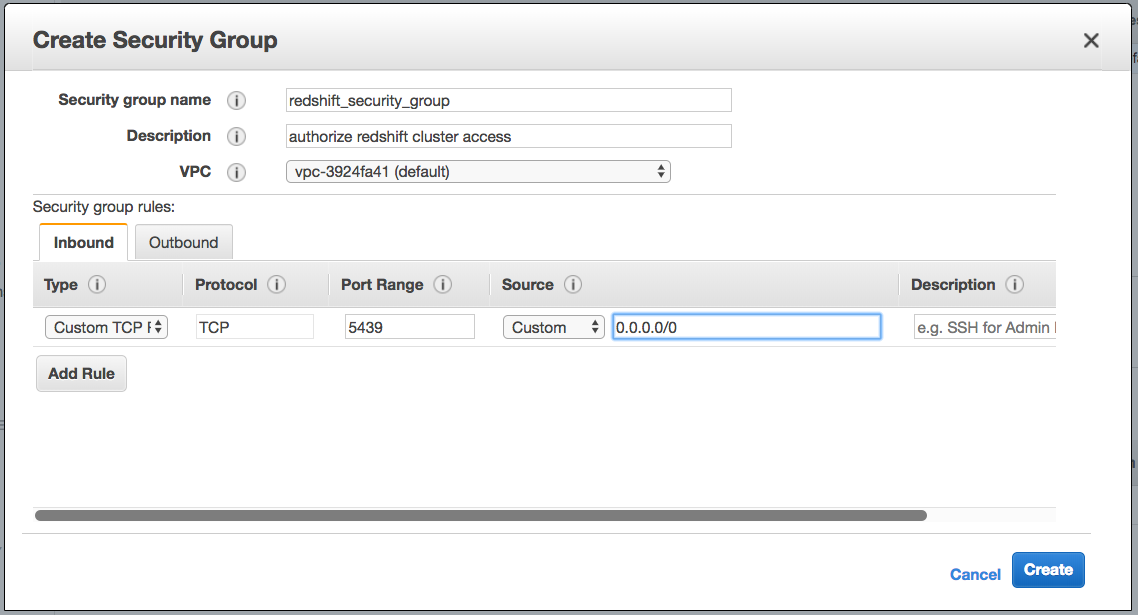 Create Security Group
Security group name i redshift_security_group
Description i authorize redshift cluster access
VPC i vpc-3924fa41 (default)
Security group rules:
Inbound Outbound
Type i Protocol i Port Range i Source i Description i
Custom TCP TCP 5439 Custom 0.0.0.0/0 e.g. SSH for Admin
Add Rule
Cancel Create